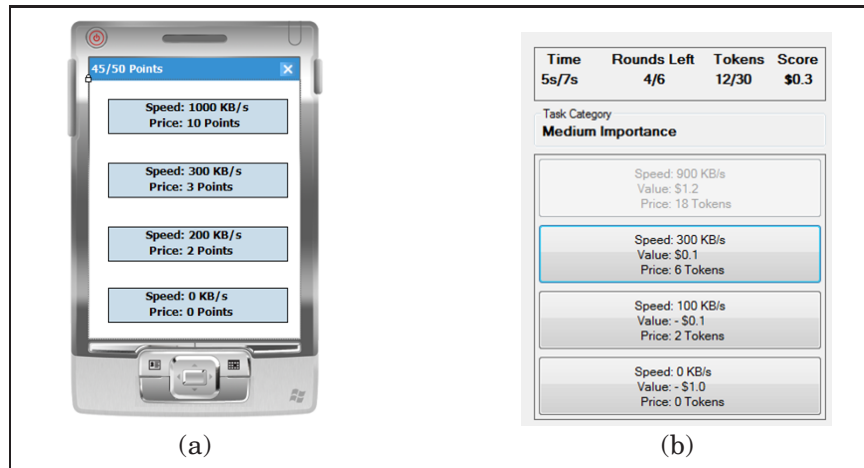 45/50 Points
Speed: 1000 KB/s
Price: 10 Points
Speed: 300 KB/s
Price: 3 Points
Speed: 200 KB/s
Price: 2 Points
Speed: 0 KB/s
Price: 0 Points
(a)
Time Rounds Left Tokens Score
5s/7s 4/6 12/30 $0.3
Task Category
Medium Importance
Speed: 900 KB/s
Value: $1.2
Price: 18 Tokens
Speed: 300 KB/s
Value: $0.1
Price: 6 Tokens
Speed: 100 KB/s
Value: - $0.1
Price: 2 Tokens
Speed: 0 KB/s
Value: - $1.0
Price: 0 Tokens
(b)